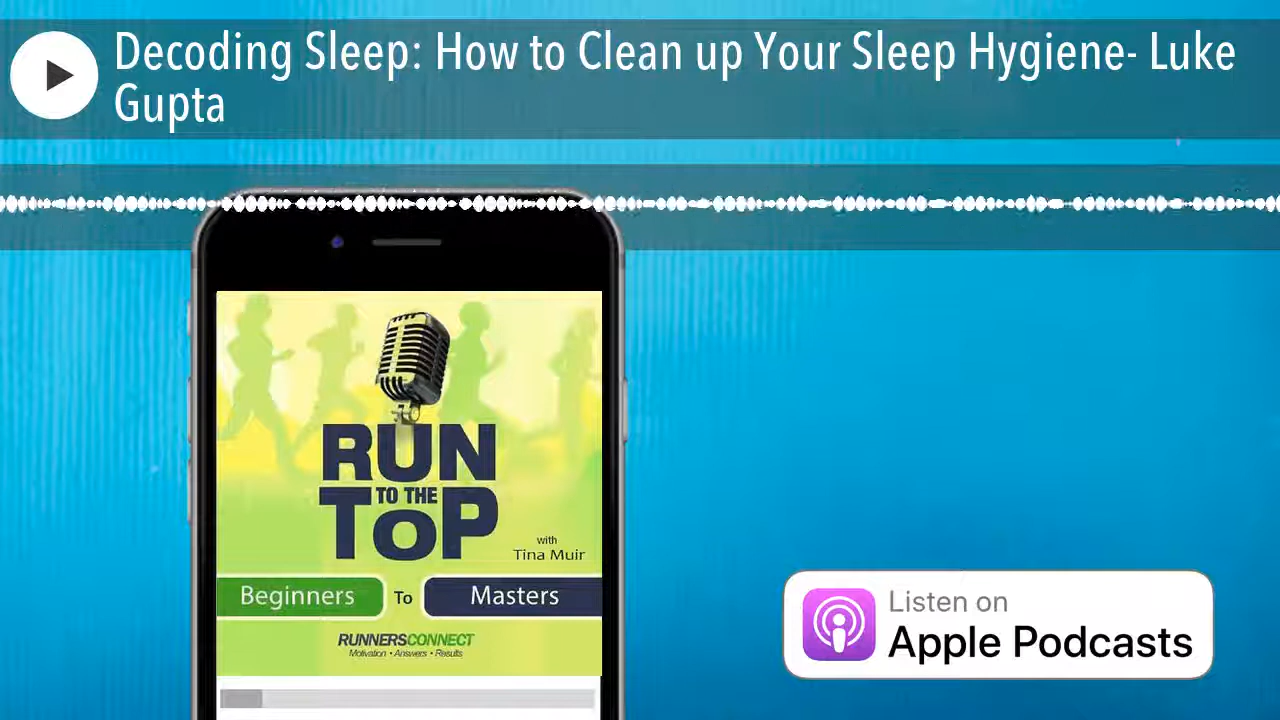 Decoding Sleep: How to Clean up Your Sleep Hygiene- Luke
Gupta
RUN
TO THE
TOP
with
Tina Muir
Beginners To Masters
RUNNERSCONNECT
Motivation • Answers • Results
Listen on
Apple Podcasts